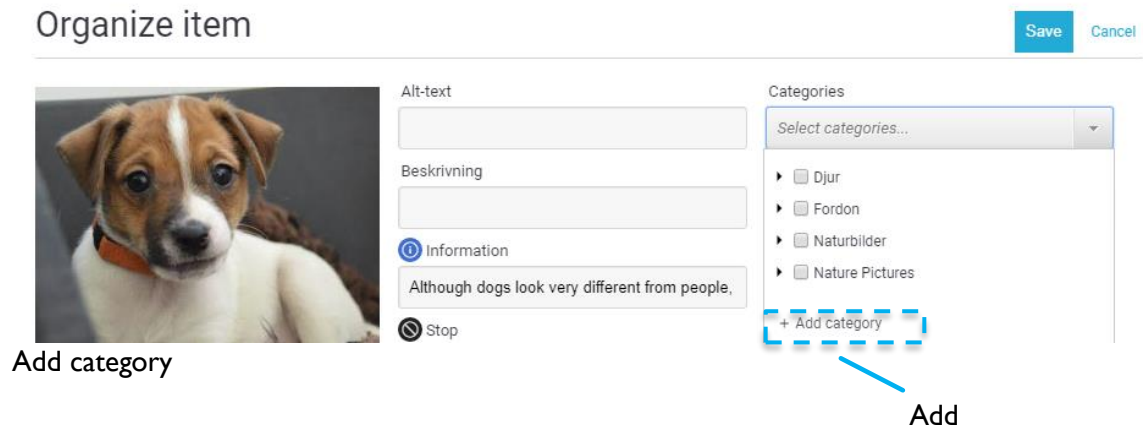 Organize item
Save
Cancel
Alt-text
Beskrivning
Information
Although dogs look very different from people,
Stop
Categories
Select categories...
Djur
Fordon
Naturbilder
Nature Pictures
+ Add category
Add category
Add